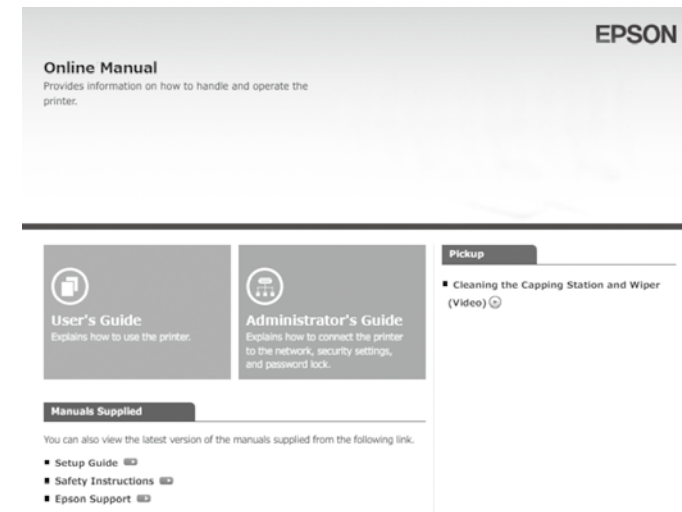 EPSON
Online Manual
Provides information on how to handle and operate the
printer.
User's Guide
Explains how to use the printer.
Administrator's Guide
Explains how to connect the printer
to the network, security settings,
and password lock.
Pickup
Cleaning the Capping Station and Wiper
(Video)
Manuals Supplied
You can also view the latest version of the manuals supplied from the following link.
Setup Guide
Safety Instructions
Epson Support